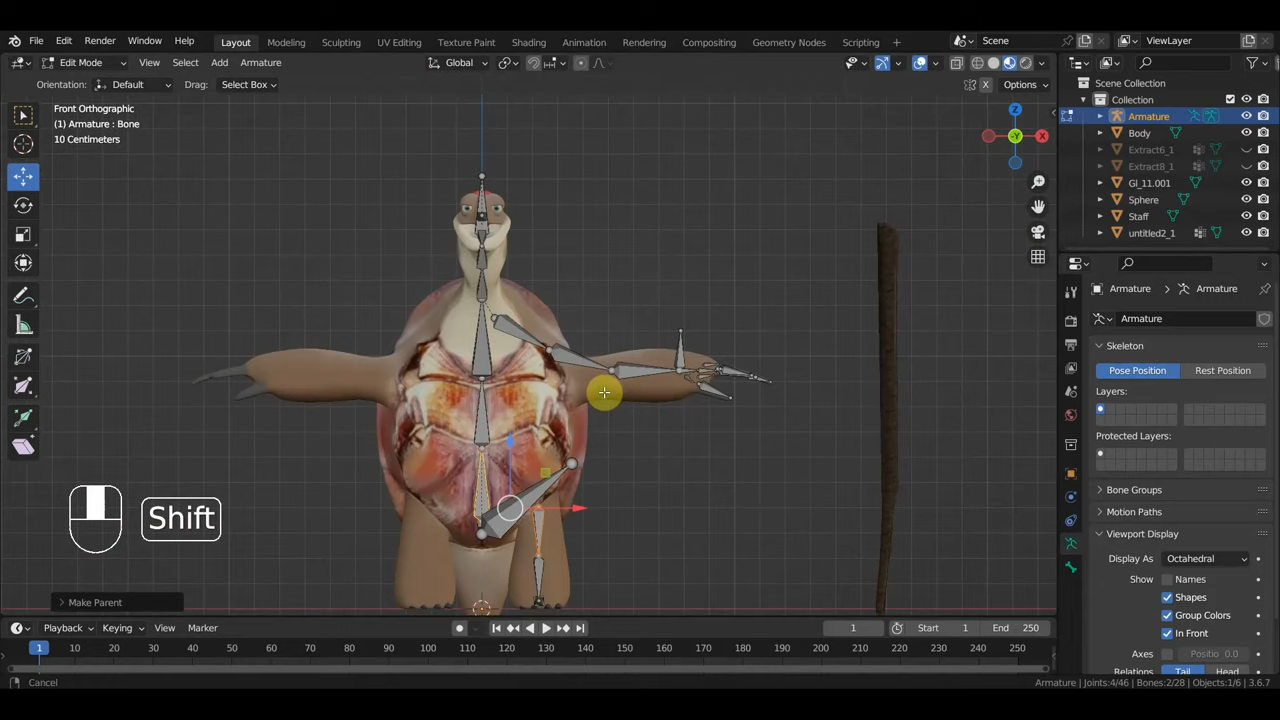 File Edit Render Window Help Layout Modeling Sculpting UV Editing Texture Paint Shading Animation Rendering Compositing Geometry Nodes Scripting + Scene ViewLayer
Edit Mode View Select Add Armature Global
Orientation: Default Drag: Select Box X Options
Front Orthographic
(1) Armature : Bone
10 Centimeters
Z
-Y
X
Scene Collection
Collection
Armature
Body
Extract6_1
Extract8_1
Gl_11.001
Sphere
Staff
untitled2_1
Armature > Armature
Armature
Skeleton
Pose Position Rest Position
Layers:
Protected Layers:
Bone Groups
Motion Paths
Viewport Display
Display As Octahedral
Show Names
Shapes
Group Colors
In Front
Axes Positio 0.0
Relations Tail Head
Shift
> Make Parent
Playback Keying View Marker 1 Start 1 End 250
1 10 20 30 40 50 60 70 80 90 100 110 120 130 140 150 160 170 180 190 200 210 220 230 240 250
Cancel Armature | Joints:4/46 | Bones:2/28 | Objects:1/6 | 3.6.7